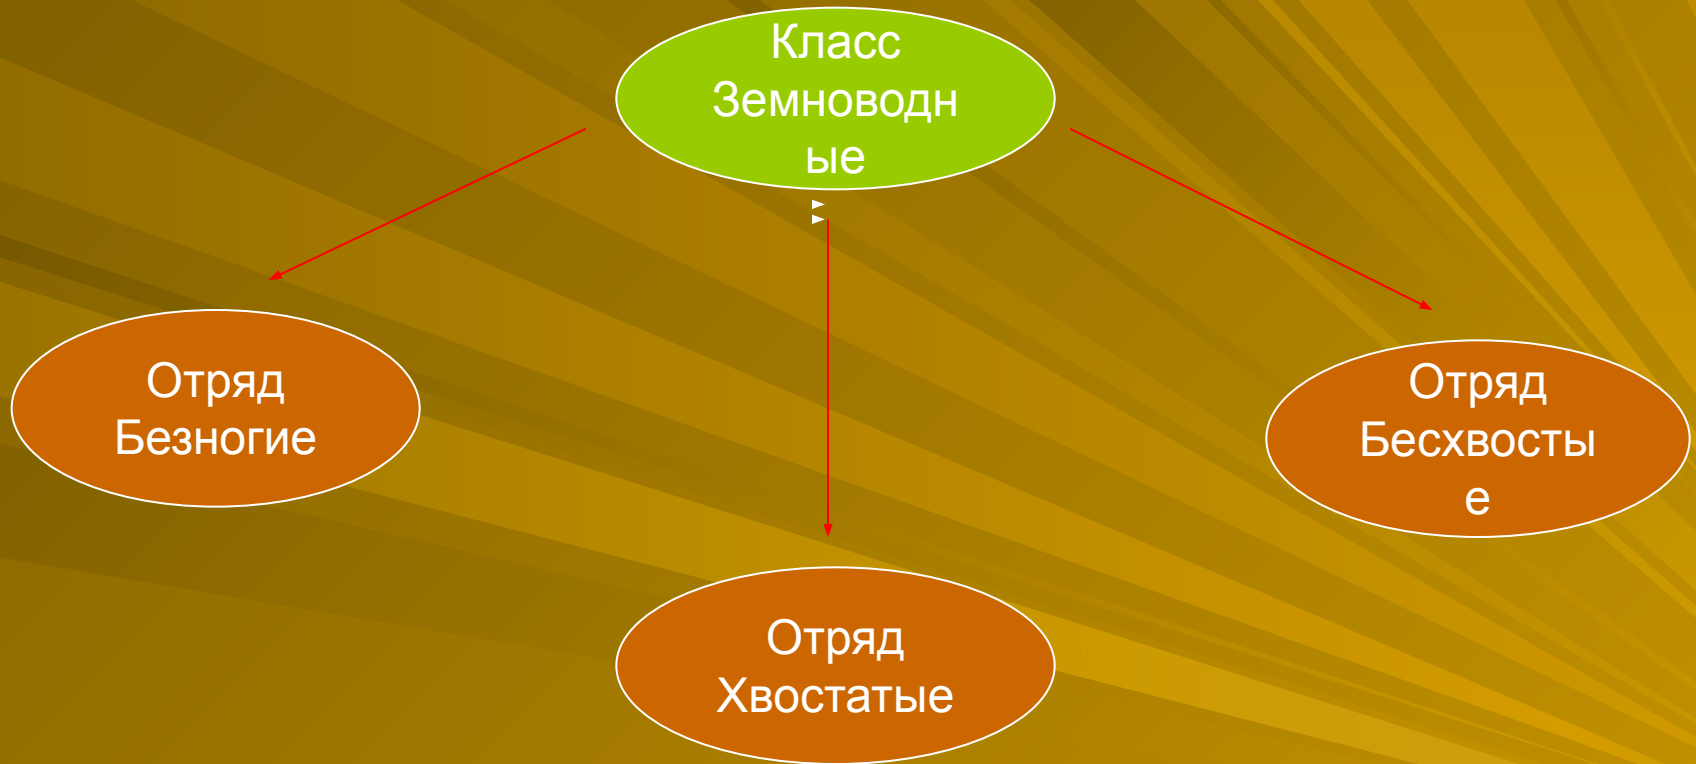 Класс
Земноводн
ые
Отряд
Безногие
Отряд
Бесхвосты
е
Отряд
Хвостатые